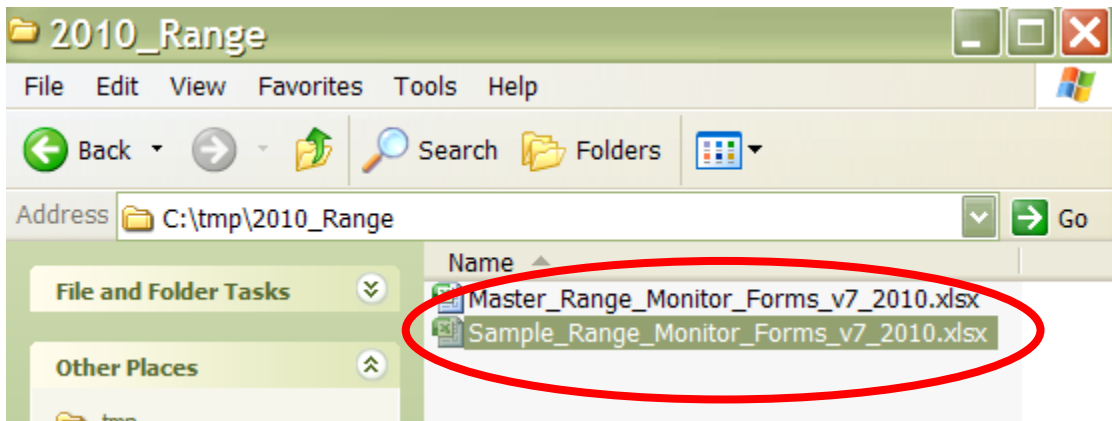 2010_Range
File Edit View Favorites Tools Help
Back Search Folders
Address C:\tmp\2010_Range Go
Name
File and Folder Tasks
Master_Range_Monitor_Forms_v7_2010.xlsx
Sample_Range_Monitor_Forms_v7_2010.xlsx
Other Places
tmp